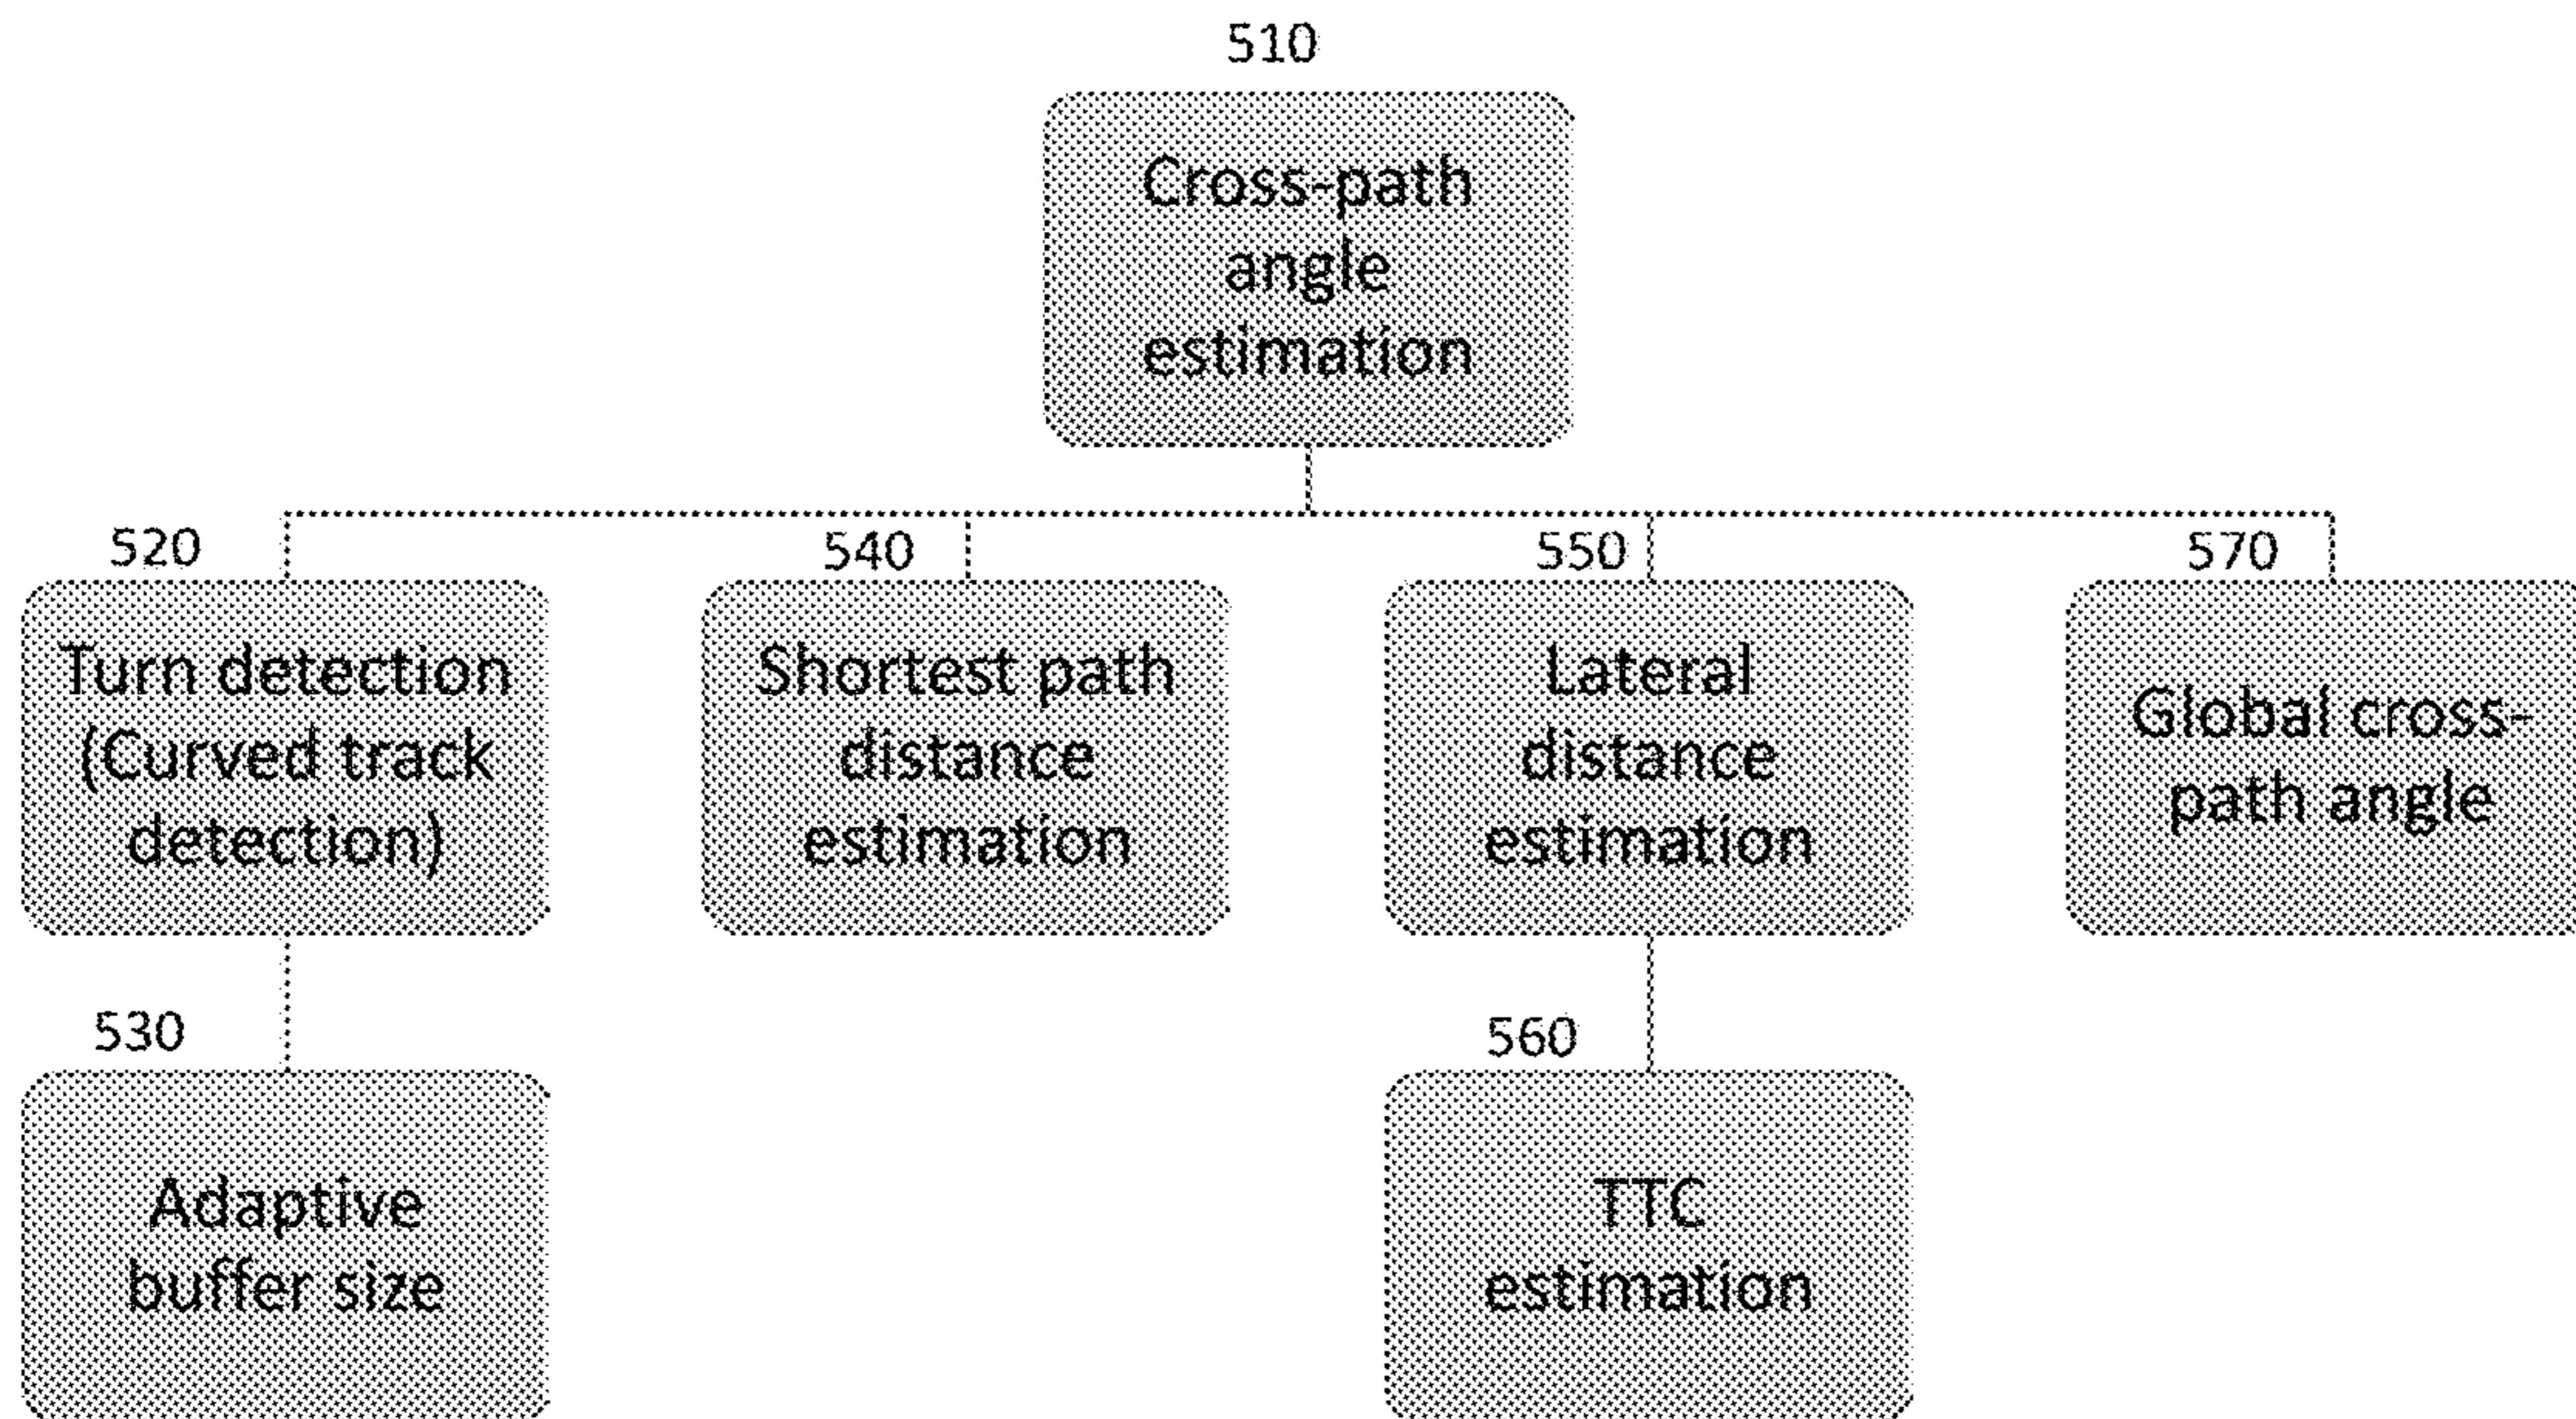 510
Cross-path
angle
estimation
520
Turn detection
(Curved track
detection)
540
Shortest path
distance
estimation
550
Lateral
distance
estimation
570
Global cross-
path angle
530
Adaptive
buffer size
560
TTC
estimation